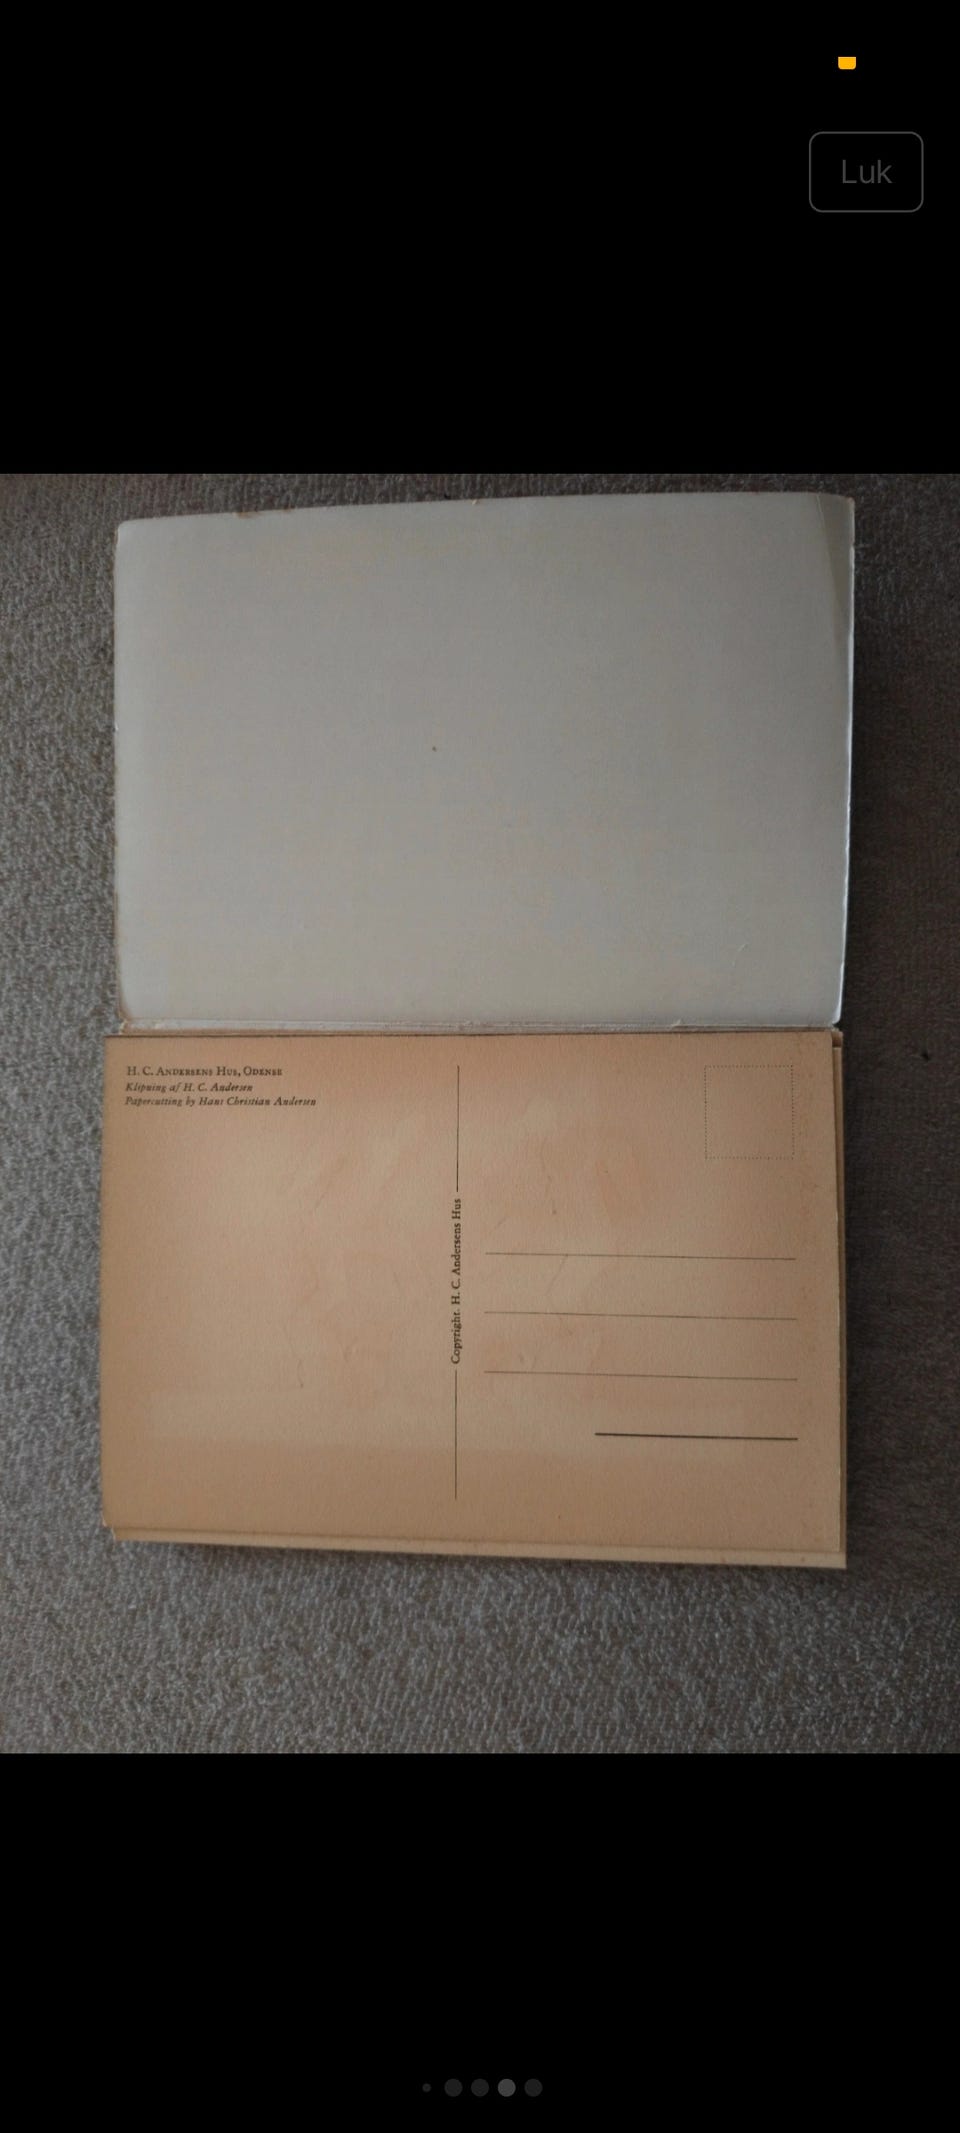 Luk
H. C. ANDERSENS HUS, ODENSE
Klipning af H. C. Andersen
Papercutting by Hans Christian Andersen
Copyright. H. C. Andersens Hus